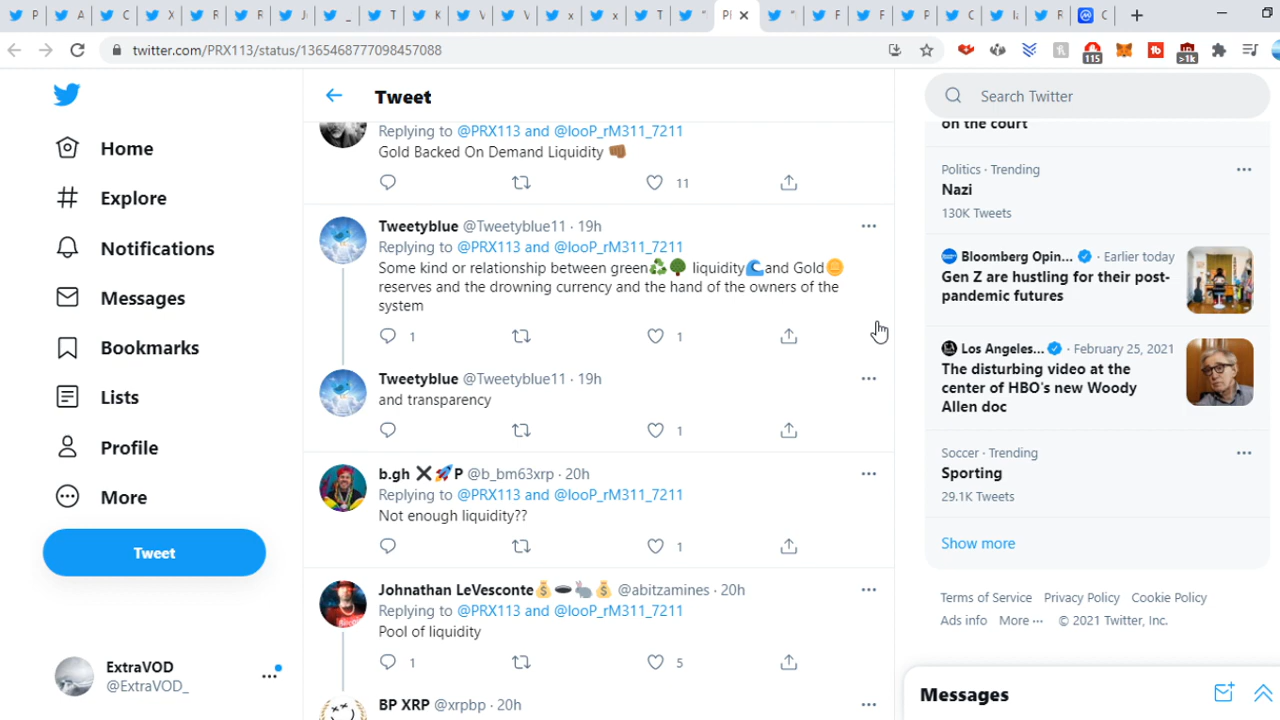 P
A
C
X
R
R
J
_
T
K
V
V
x
x
T
"
P
"
F
F
P
C
R
C
twitter.com/PRX113/status/1365468777098457088
115
>1k
Home
Explore
Notifications
Messages
Bookmarks
Lists
Profile
More
Tweet
ExtraVOD
@ExtraVOD_
Tweet
Replying to @PRX113 and @looP_rM311_7211
Gold Backed On Demand Liquidity 👊🏾
11
Tweetyblue @Tweetyblue11 · 19h
Replying to @PRX113 and @looP_rM311_7211
Some kind or relationship between green♻️🌳 liquidity🌊and Gold🪙
reserves and the drowning currency and the hand of the owners of the
system
1 1
Tweetyblue @Tweetyblue11 · 19h
and transparency
1
b.gh ❌🚀P @b_bm63xrp · 20h
Replying to @PRX113 and @looP_rM311_7211
Not enough liquidity??
1
Johnathan LeVesconte💰🕳️🐇💰 @abitzamines · 20h
Replying to @PRX113 and @looP_rM311_7211
Pool of liquidity
1 5
BP XRP @xrpbp · 20h
Search Twitter
on the court
Politics · Trending
Nazi
130K Tweets
Bloomberg Opin... · Earlier today
Gen Z are hustling for their post-
pandemic futures
Los Angeles... · February 25, 2021
The disturbing video at the
center of HBO's new Woody
Allen doc
Soccer · Trending
Sporting
29.1K Tweets
Show more
Terms of Service Privacy Policy Cookie Policy
Ads info More ··· © 2021 Twitter, Inc.
Messages